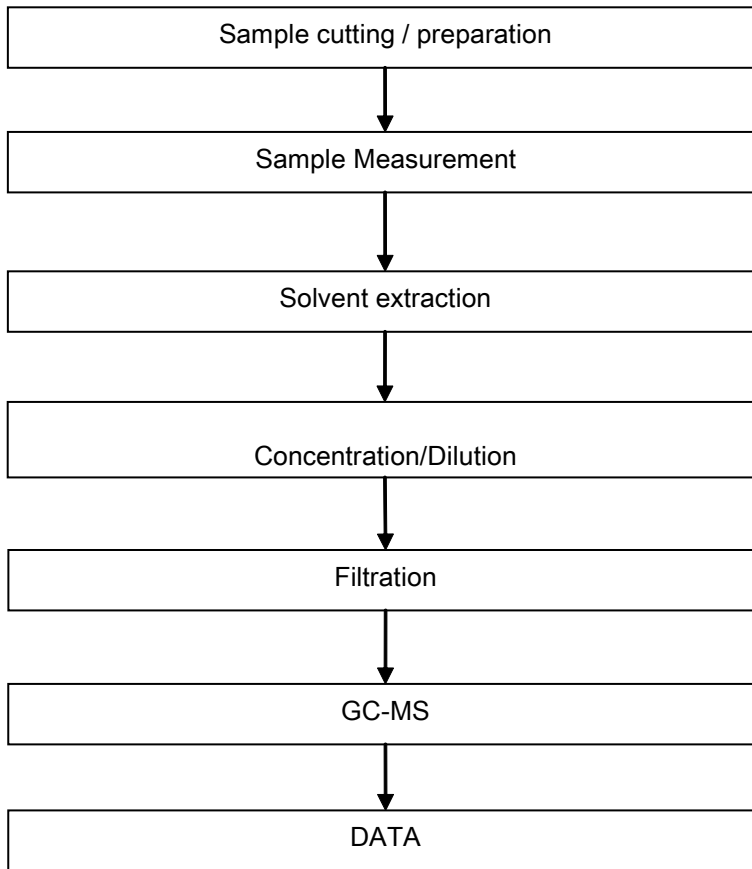 Sample cutting / preparation
Sample Measurement
Solvent extraction
Concentration/Dilution
Filtration
GC-MS
DATA